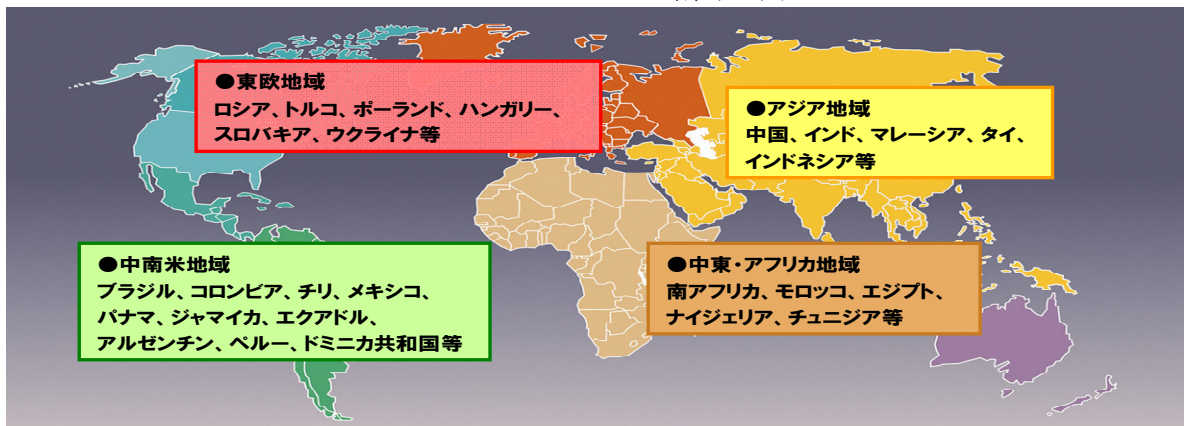 ●東欧地域
ロシア、トルコ、ポーランド、ハンガリー、
スロバキア、ウクライナ等
●アジア地域
中国、インド、マレーシア、タイ、
インドネシア等
●中南米地域
ブラジル、コロンビア、チリ、メキシコ、
パナマ、ジャマイカ、エクアドル、
アルゼンチン、ペルー、ドミニカ共和国等
●中東・アフリカ地域
南アフリカ、モロッコ、エジプト、
ナイジェリア、チュニジア等